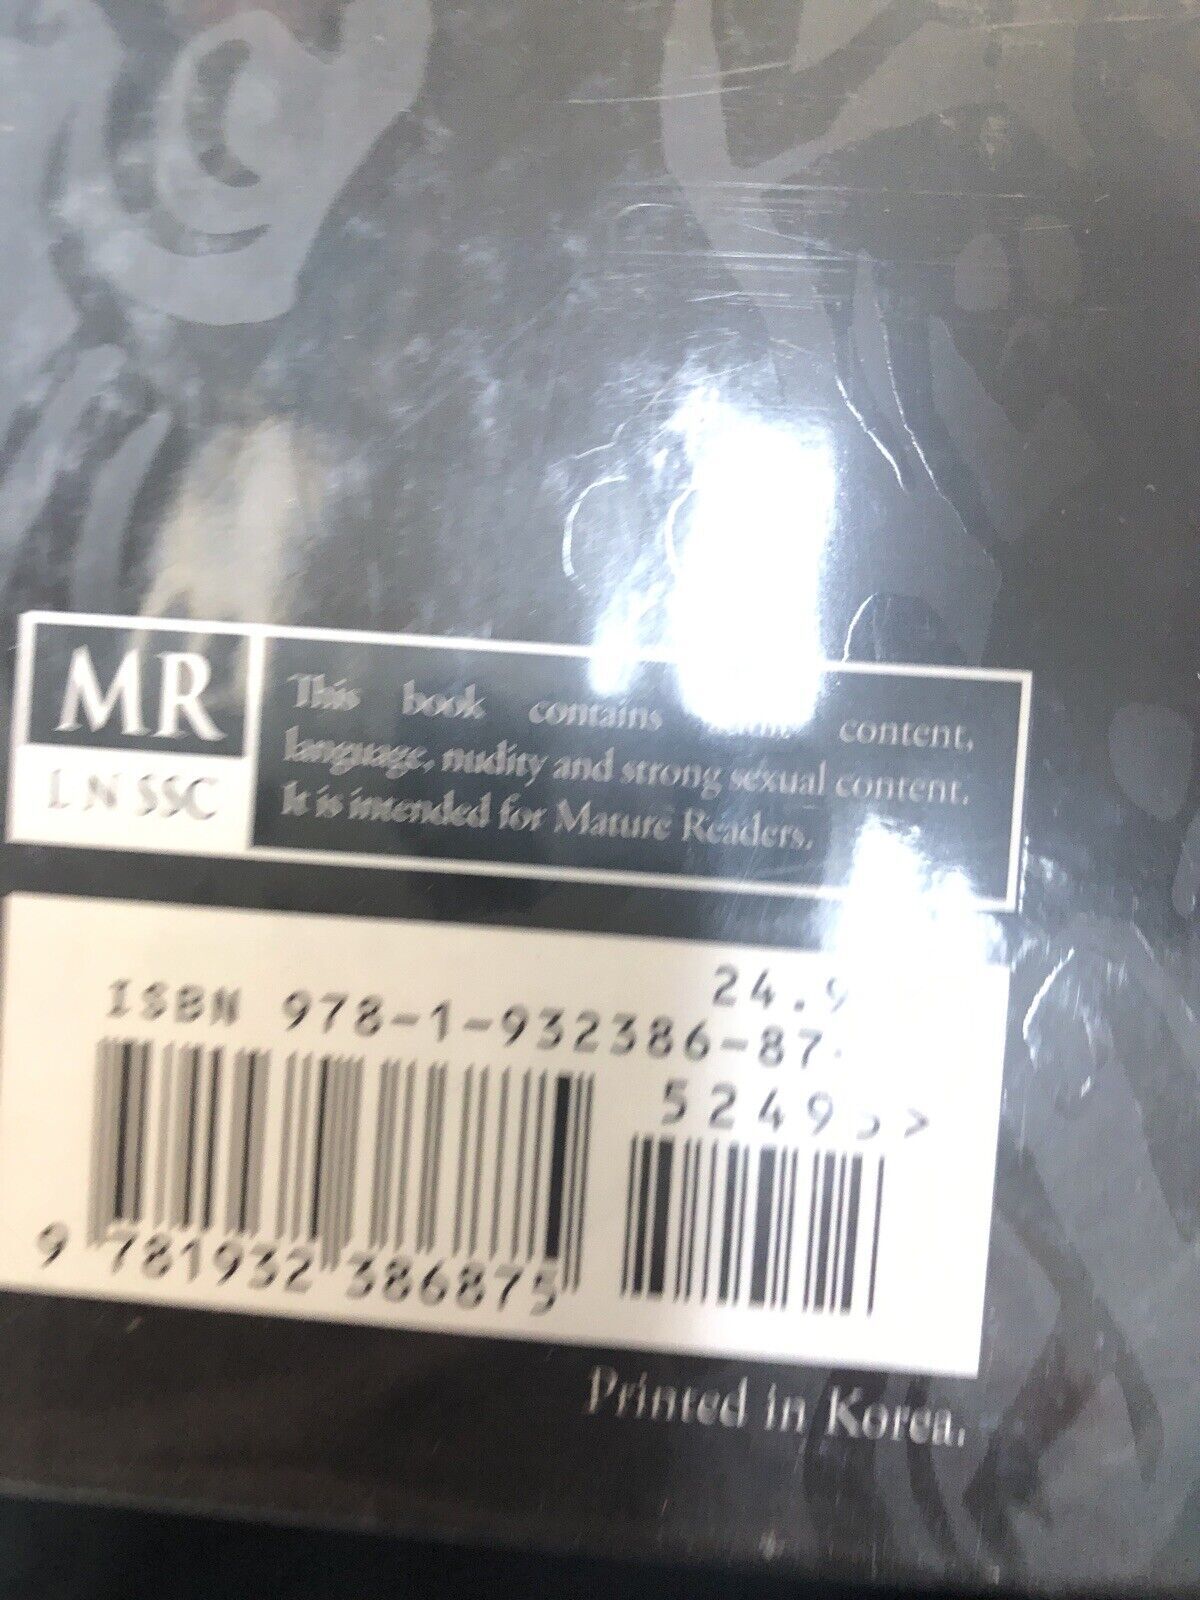 MR
L N SSC
This book contains content,
language, nudity and strong sexual content.
It is intended for Mature Readers.
24.9
ISBN 978-1-932386-87-
52495>
9 781932 386875
Printed in Korea.